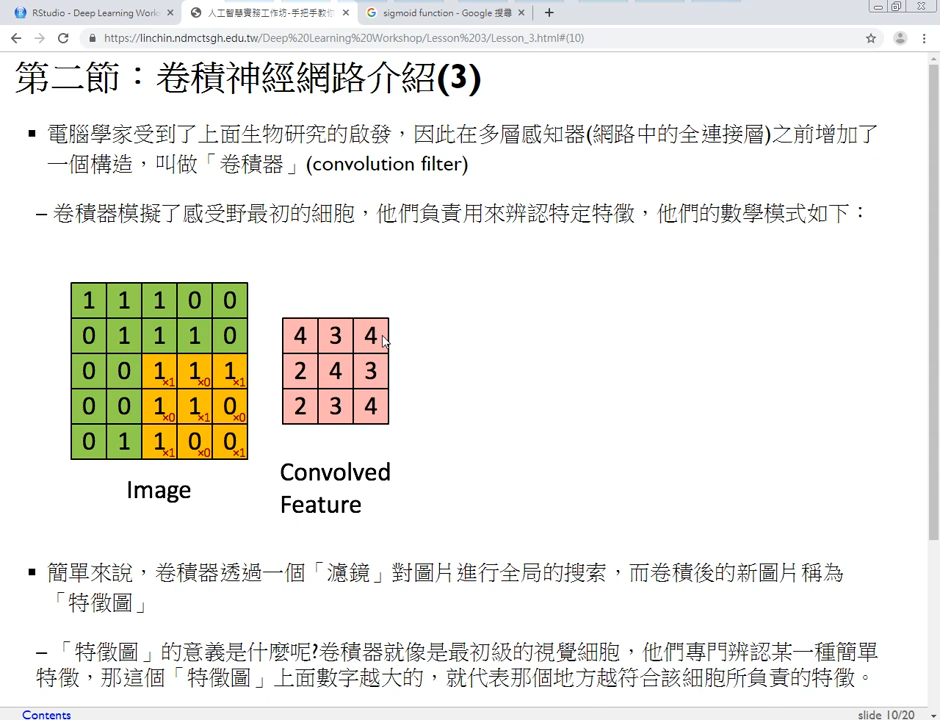 RStudio - Deep Learning Work
人工智慧實務工作坊-手把手教你
sigmoid function - Google 搜尋
https://linchin.ndmctsgh.edu.tw/Deep%20Learning%20Workshop/Lesson%203/Lesson_3.html#(10)
第二節：卷積神經網路介紹(3)
▪ 電腦學家受到了上面生物研究的啟發，因此在多層感知器(網路中的全連接層)之前增加了
一個構造，叫做「卷積器」(convolution filter)
– 卷積器模擬了感受野最初的細胞，他們負責用來辨認特定特徵，他們的數學模式如下：
1 1 1 0 0
0 1 1 1 0
0 0 1×1 1×0 1×1
0 0 1×0 1×1 0×0
0 1 1×1 0×0 0×1
Image
4 3 4
2 4 3
2 3 4
Convolved
Feature
▪ 簡單來說，卷積器透過一個「濾鏡」對圖片進行全局的搜索，而卷積後的新圖片稱為
「特徵圖」
– 「特徵圖」的意義是什麼呢?卷積器就像是最初級的視覺細胞，他們專門辨認某一種簡單
特徵，那這個「特徵圖」上面數字越大的，就代表那個地方越符合該細胞所負責的特徵。
Contents
slide 10/20